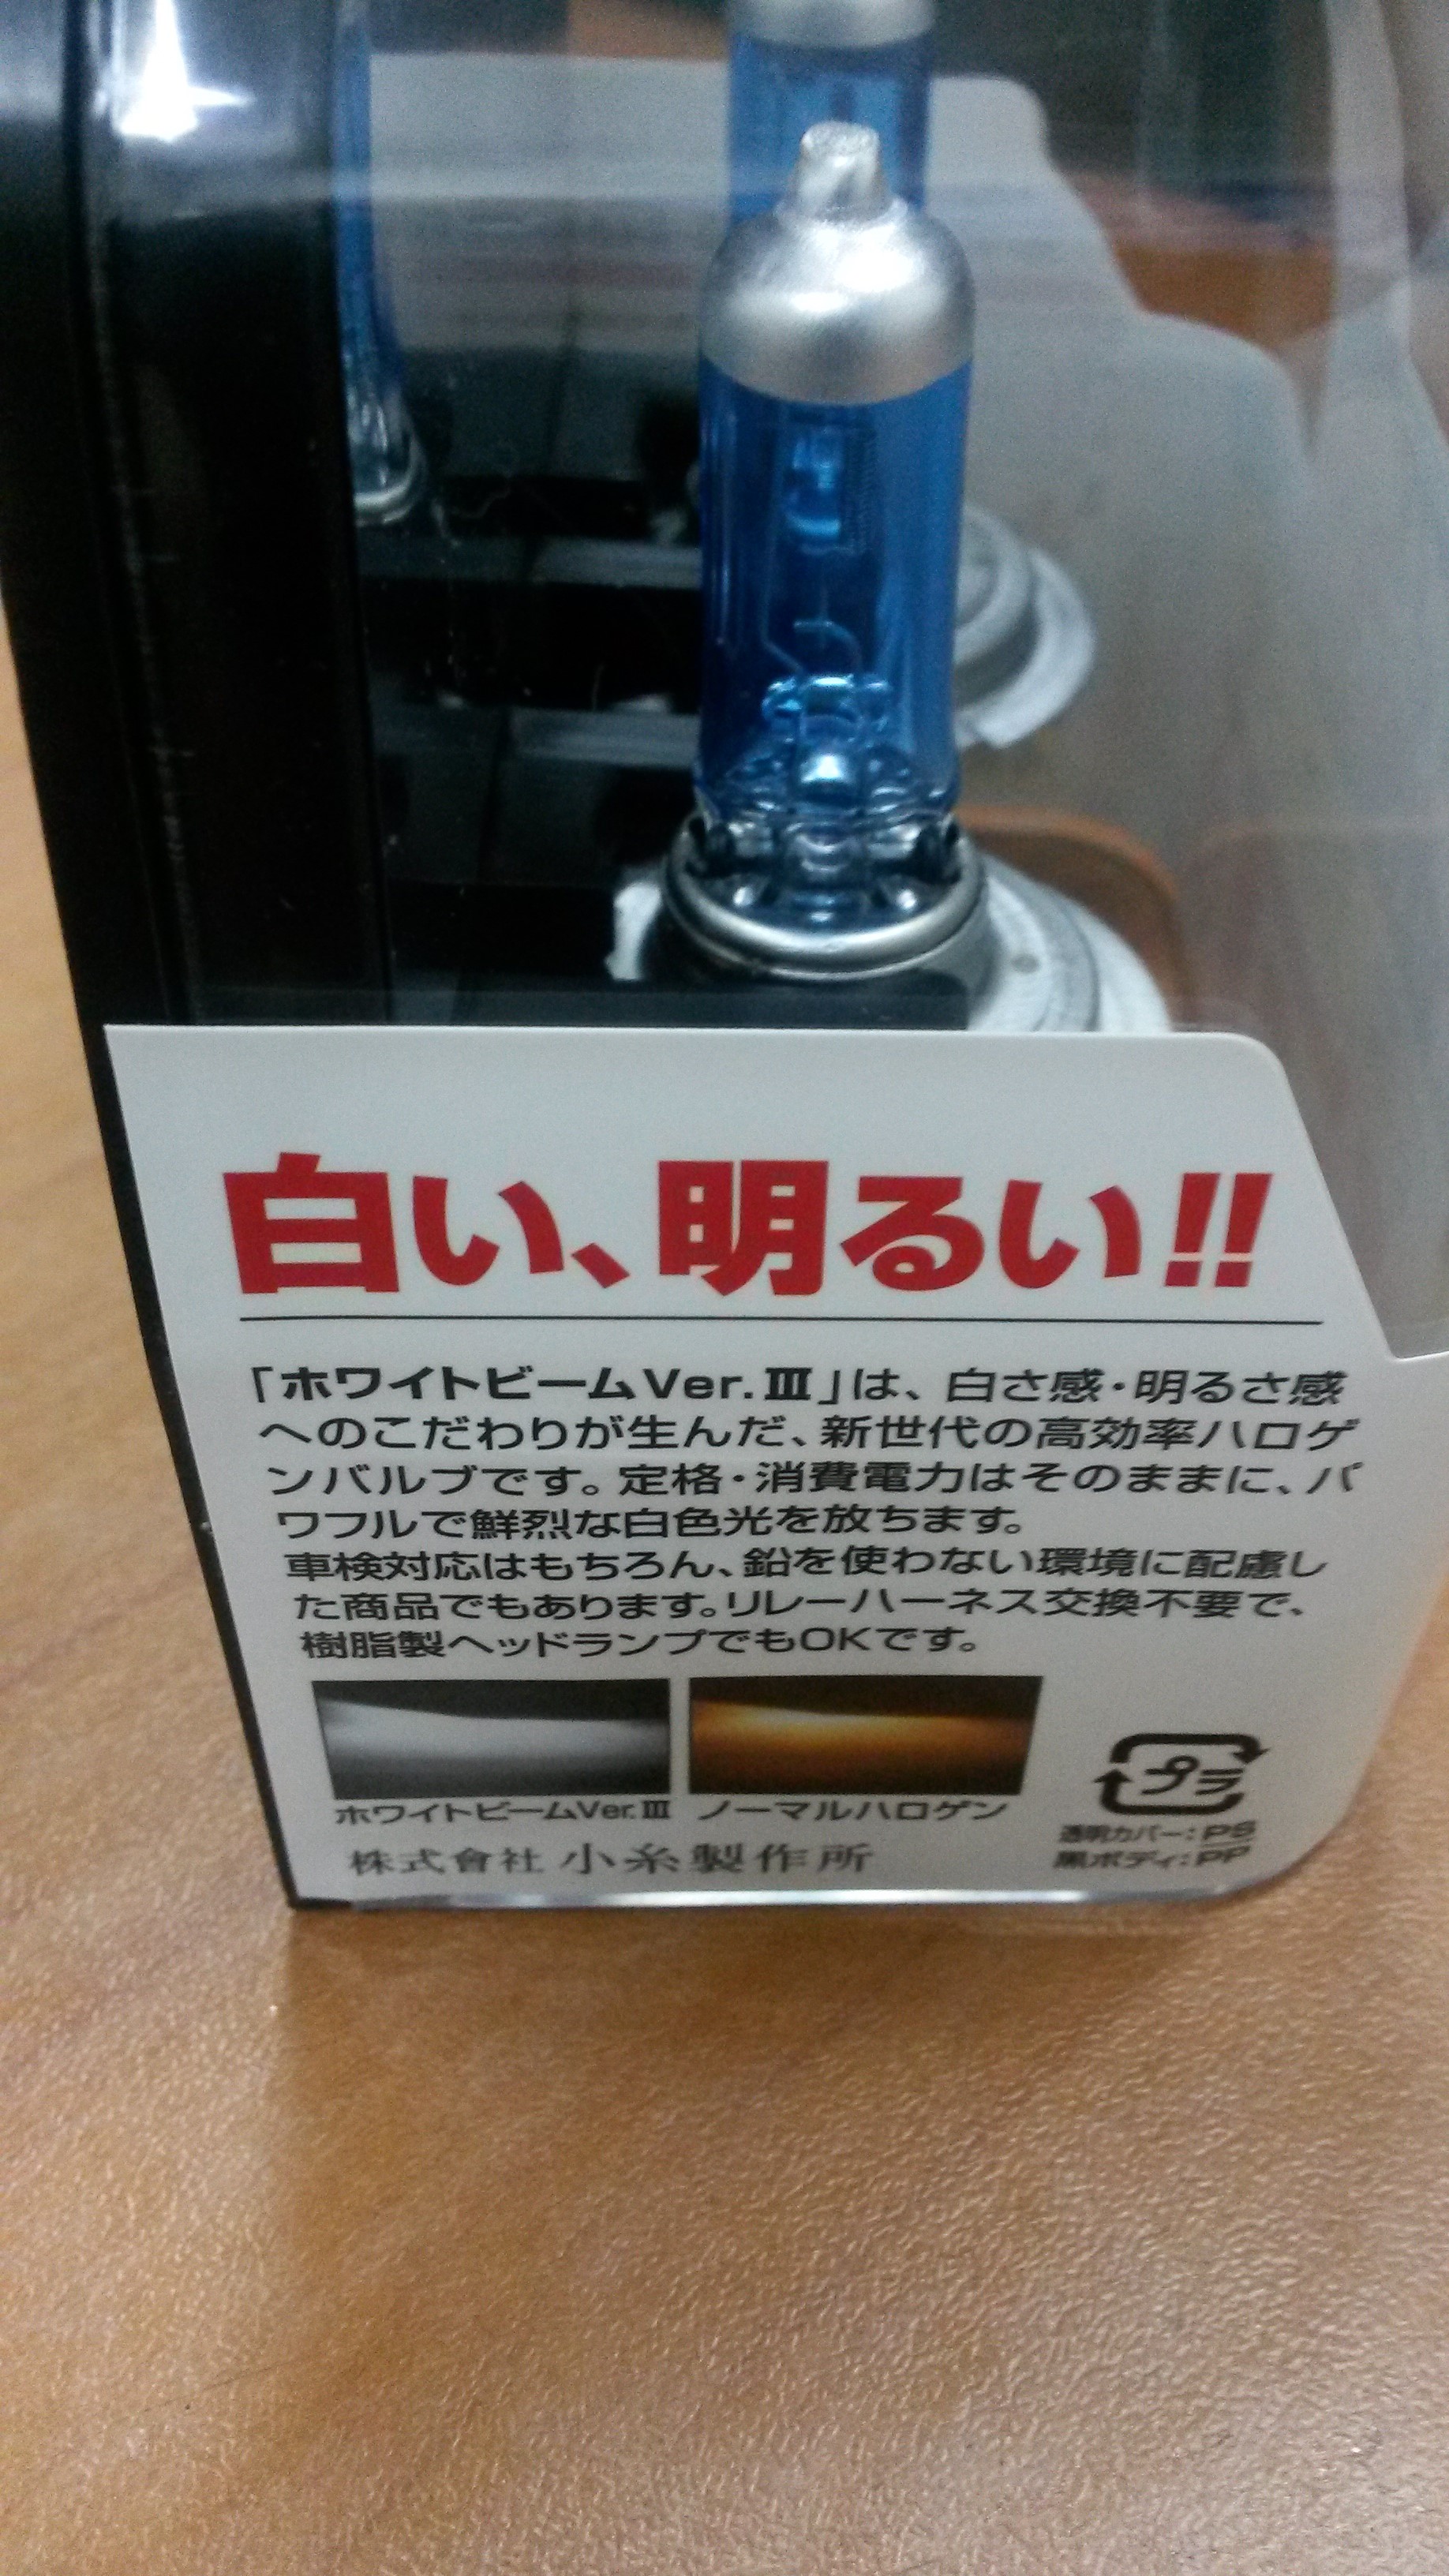 白い、明るい!!
「ホワイトビームVer.Ⅲ」は、白さ感・明るさ感
へのこだわりが生んだ、新世代の高効率ハロゲ
ンバルブです。定格・消費電力はそのままに、パ
ワフルで鮮烈な白色光を放ちます。
車検対応はもちろん、鉛を使わない環境に配慮し
た商品でもあります。リレーハーネス交換不要で、
樹脂製ヘッドランプでもOKです。
ホワイトビームVer.Ⅲ ノーマルハロゲン
プラ
透明カバー:PS
黒ボディ:PP
株式會社 小糸製作所